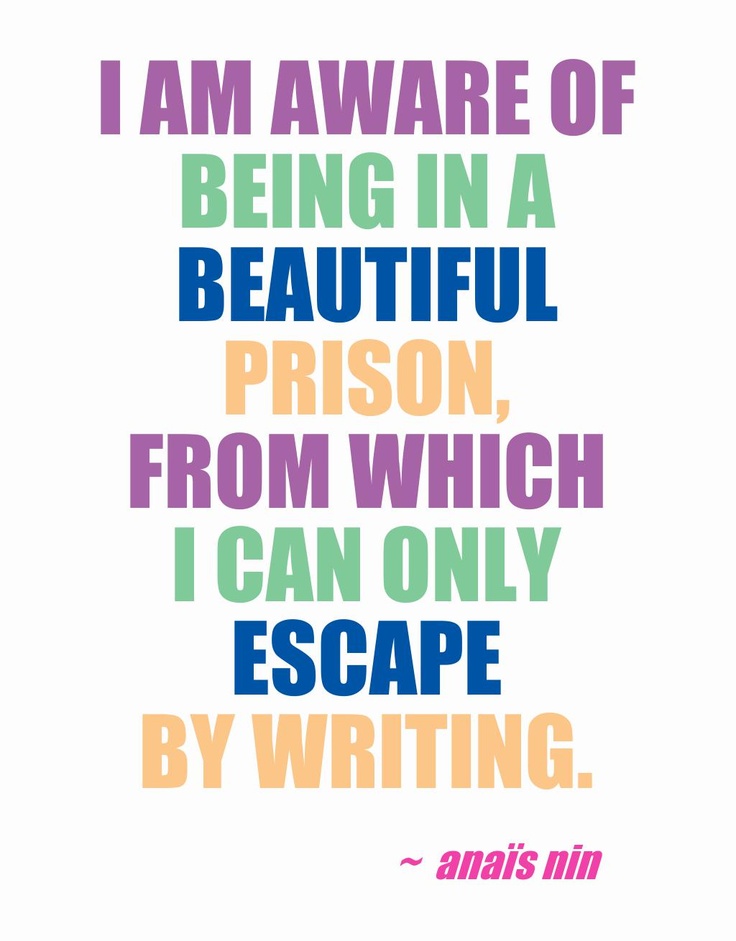 I AM AWARE OF
BEING IN A
BEAUTIFUL
PRISON,
FROM WHICH
I CAN ONLY
ESCAPE
BY WRITING.
~ anaïs nin